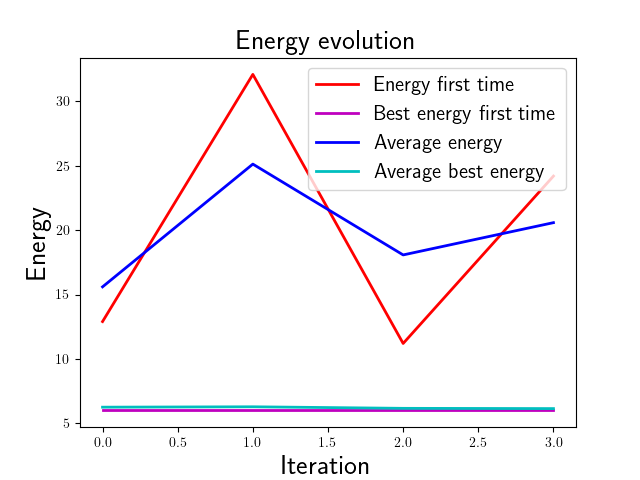 Energy evolution
Energy first time
Best energy first time
Average energy
Average best energy
Energy
30
25
20
15
10
5
0.0 0.5 1.0 1.5 2.0 2.5 3.0
Iteration